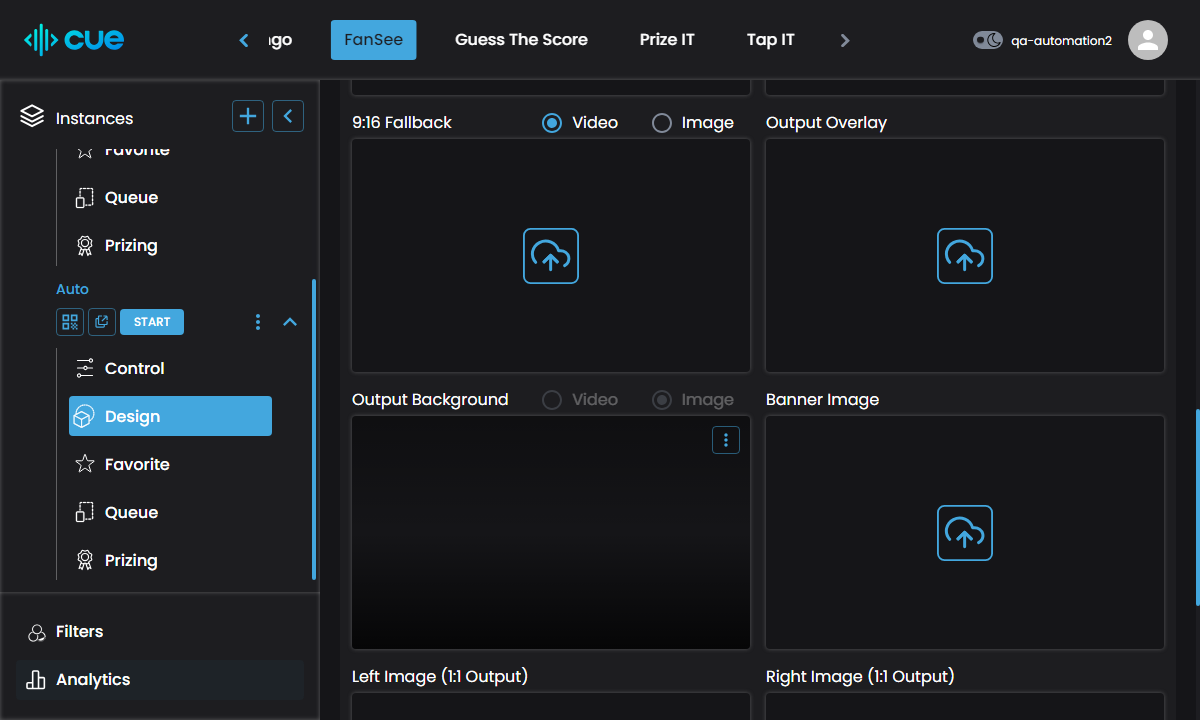 cue
FanSee
Guess The Score
Prize IT
Tap IT
qa-automation2
Instances
Favorite
Queue
Prizing
Auto
START
Control
Design
Favorite
Queue
Prizing
Filters
Analytics
9:16 Fallback
Video
Image
Output Overlay
Output Background
Video
Image
Banner Image
Left Image (1:1 Output)
Right Image (1:1 Output)